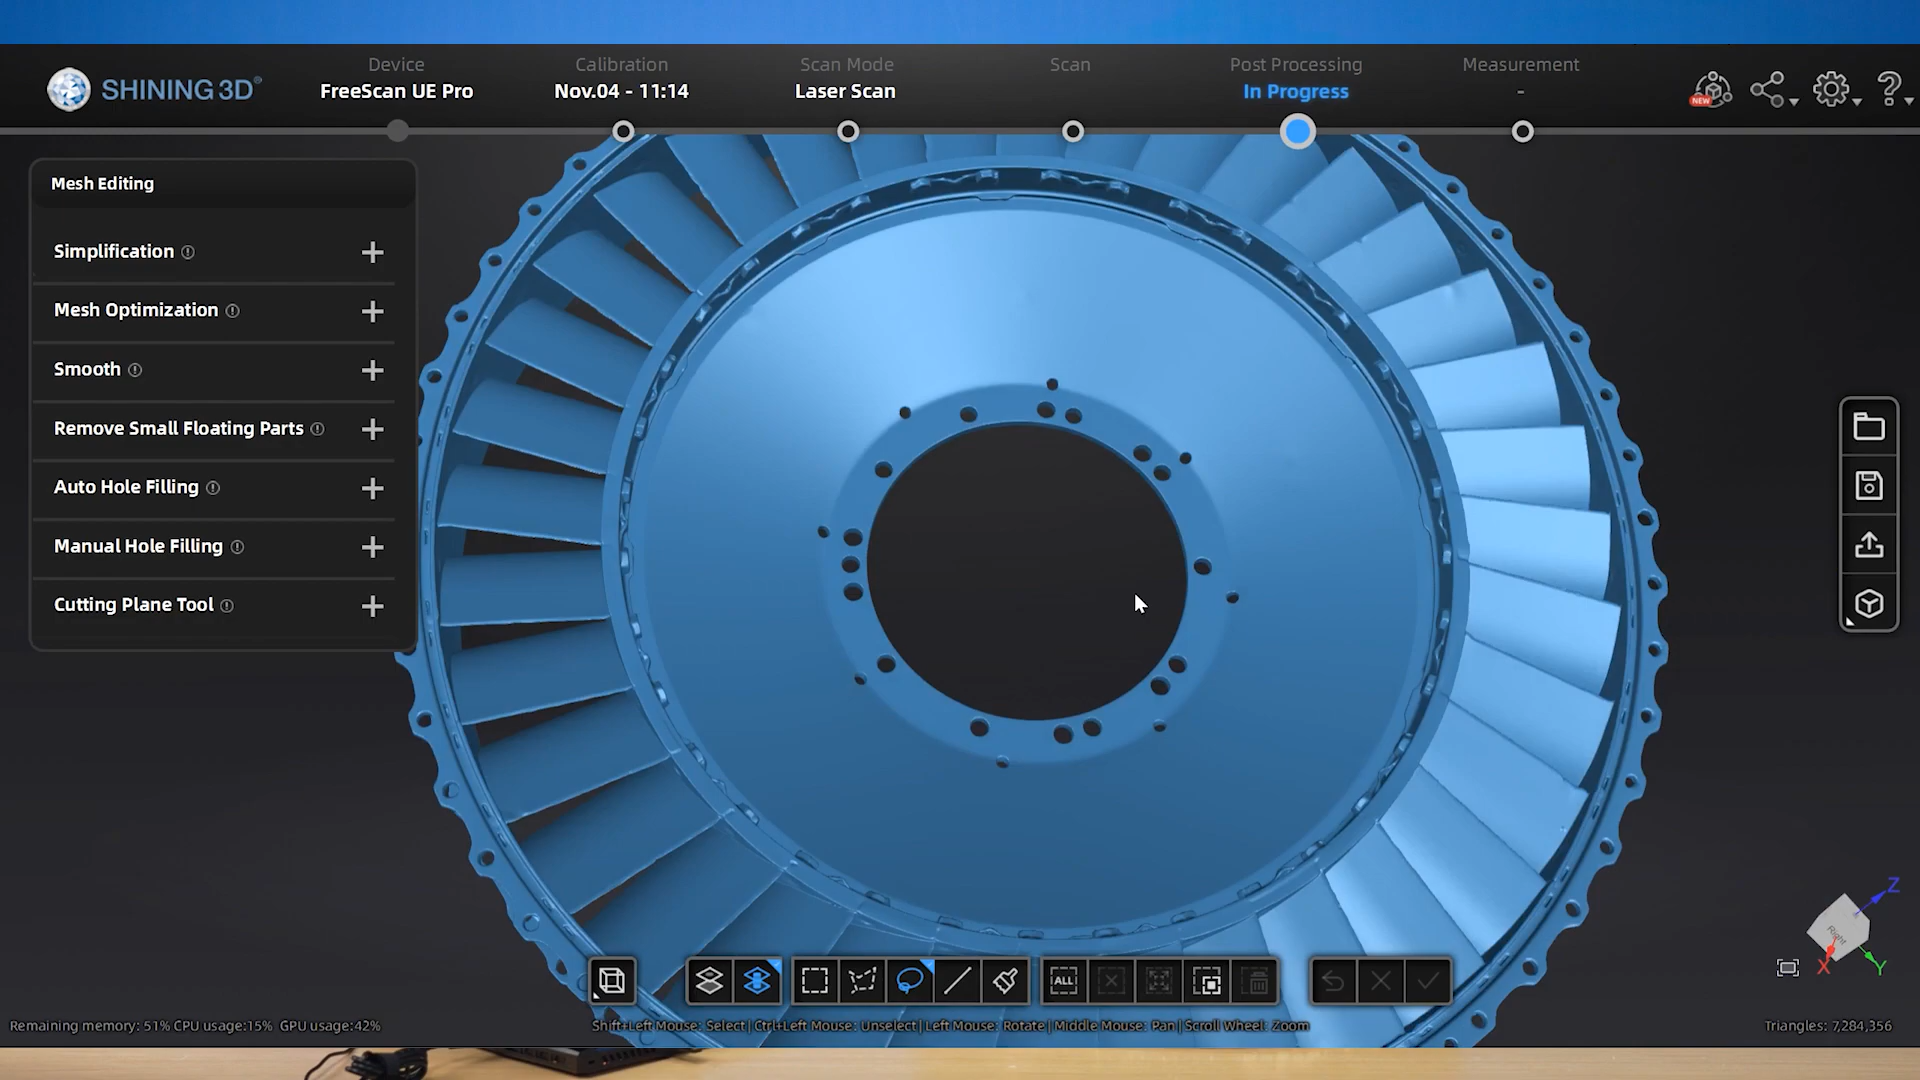 SHINING 3D®
Device
FreeScan UE Pro
Calibration
Nov.04 - 11:14
Scan Mode
Laser Scan
Scan
Post Processing
In Progress
Measurement
-
NEW
?
Mesh Editing
Simplification
Mesh Optimization
Smooth
Remove Small Floating Parts
Auto Hole Filling
Manual Hole Filling
Cutting Plane Tool
Right
Z
X
Y
ALL
Remaining memory: 51% CPU usage:15% GPU usage:42%
Shift+Left Mouse: Select | Ctrl+Left Mouse: Unselect | Left Mouse: Rotate | Middle Mouse: Pan | Scroll Wheel: Zoom
Triangles: 7,284,356